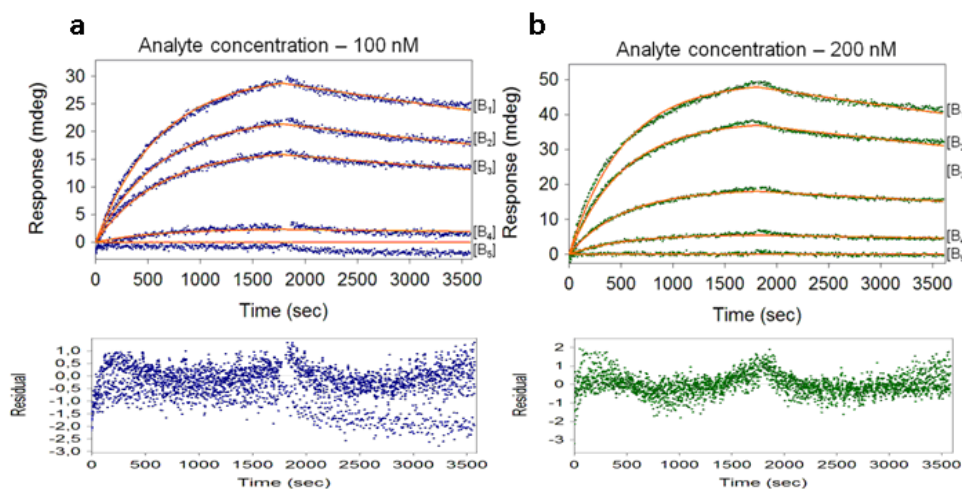 a
Analyte concentration – 100 nM
Response (mdeg)
30
25
20
15
10
5
0
[B₁]
[B₂]
[B₃]
[B₄]
[B₅]
0 500 1000 1500 2000 2500 3000 3500
Time (sec)
Residual
1,0
0,5
0,0
-0,5
-1,0
-1,5
-2,0
-2,5
-3,0
0 500 1000 1500 2000 2500 3000 3500
Time (sec)
b
Analyte concentration – 200 nM
Response (mdeg)
50
40
30
20
10
0
[B
[B
[B
[B
[B
0 500 1000 1500 2000 2500 3000 3500
Time (sec)
Residual
2
1
0
-1
-2
-3
0 500 1000 1500 2000 2500 3000 3500
Time (sec)